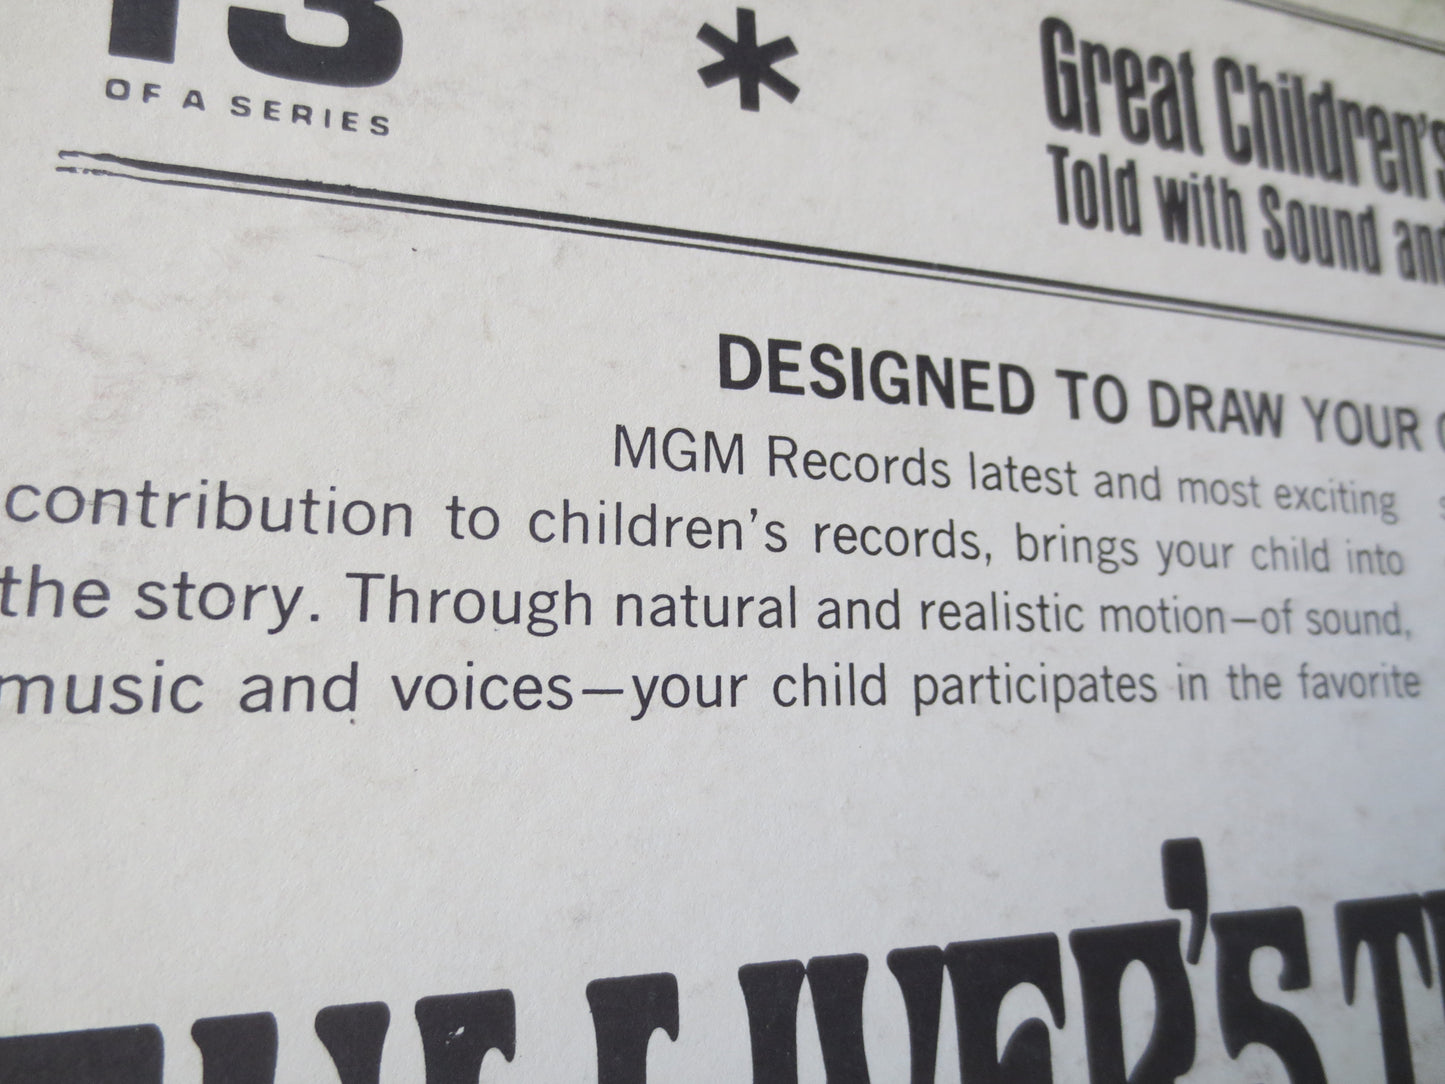 13
OF A SERIES
*
Great Children's
Told with Sound and
DESIGNED TO DRAW YOUR
MGM Records latest and most exciting
contribution to children's records, brings your child into
the story. Through natural and realistic motion—of sound,
music and voices—your child participates in the favorite
GULLIVER'S